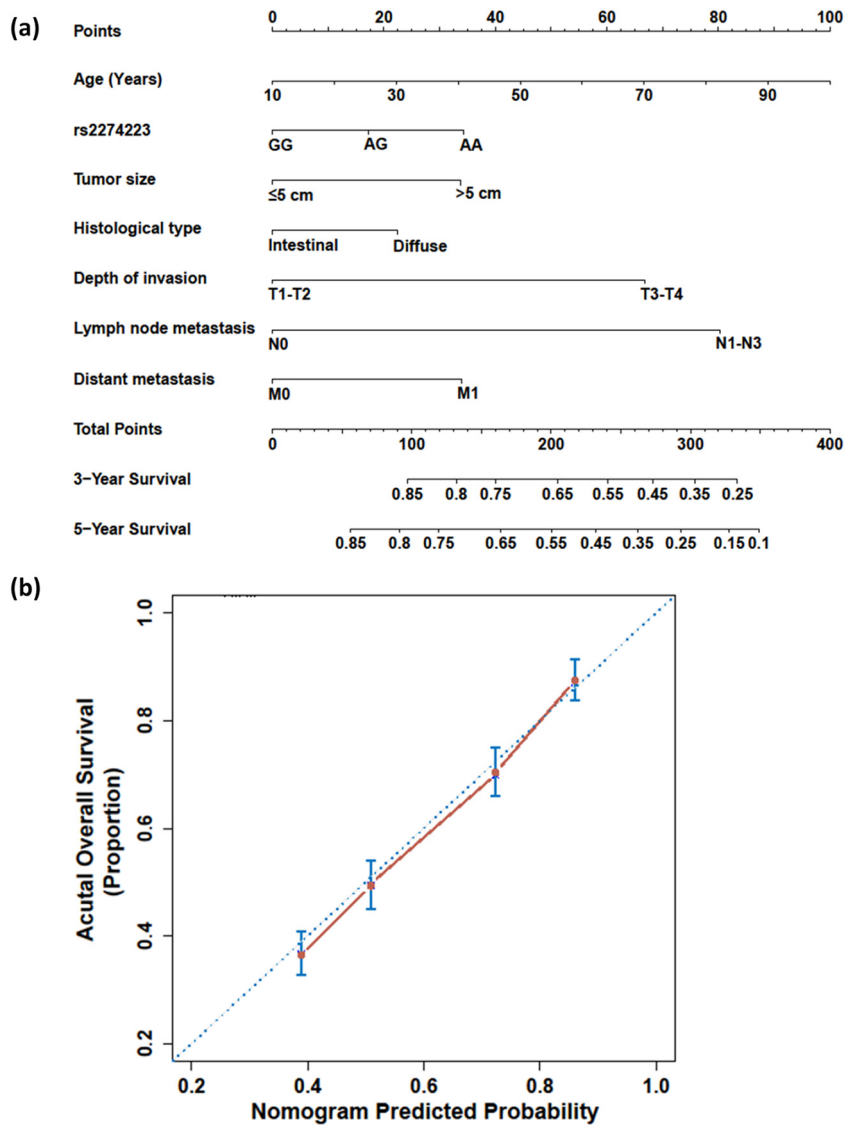 (a)
Points 0 20 40 60 80 100
Age (Years)
10 30 50 70 90
rs2274223
GG AG AA
Tumor size
≤5 cm >5 cm
Histological type
Intestinal Diffuse
Depth of invasion
T1-T2 T3-T4
Lymph node metastasis
N0 N1-N3
Distant metastasis
M0 M1
Total Points
0 100 200 300 400
3-Year Survival
0.85 0.8 0.75 0.65 0.55 0.45 0.35 0.25
5-Year Survival
0.85 0.8 0.75 0.65 0.55 0.45 0.35 0.25 0.15 0.1
(b)
Acutal Overall Survival
(Proportion)
1.0
0.8
0.6
0.4
0.2
0.2 0.4 0.6 0.8 1.0
Nomogram Predicted Probability